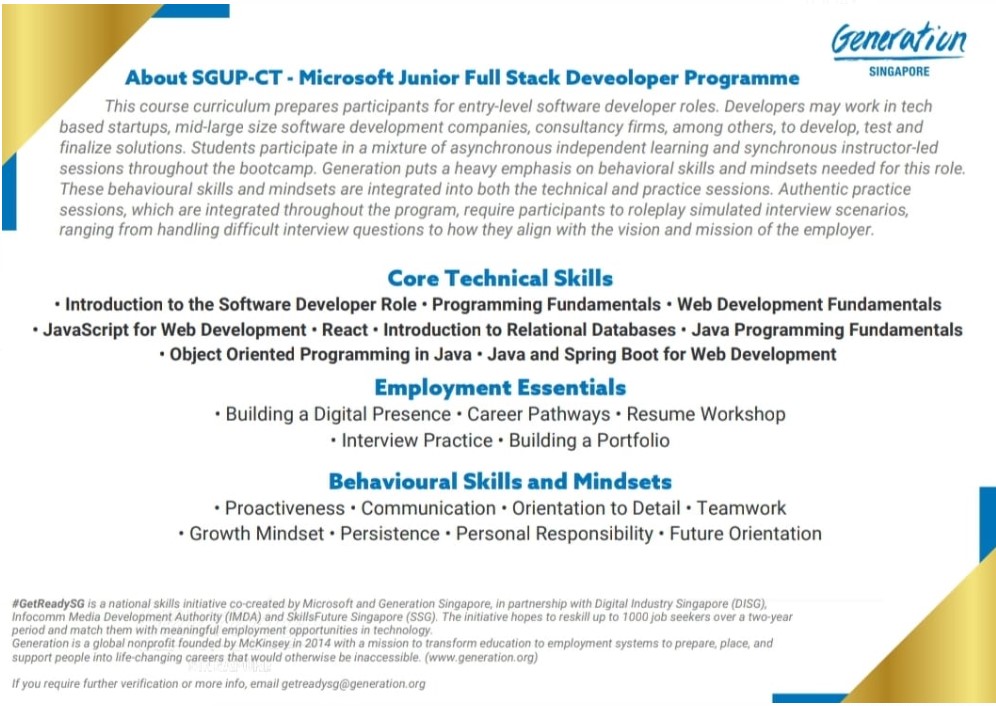 Generation
SINGAPORE
About SGUP-CT - Microsoft Junior Full Stack Deveoloper Programme
This course curriculum prepares participants for entry-level software developer roles. Developers may work in tech
based startups, mid-large size software development companies, consultancy firms, among others, to develop, test and
finalize solutions. Students participate in a mixture of asynchronous independent learning and synchronous instructor-led
sessions throughout the bootcamp. Generation puts a heavy emphasis on behavioral skills and mindsets needed for this role.
These behavioural skills and mindsets are integrated into both the technical and practice sessions. Authentic practice
sessions, which are integrated throughout the program, require participants to roleplay simulated interview scenarios,
ranging from handling difficult interview questions to how they align with the vision and mission of the employer.
Core Technical Skills
• Introduction to the Software Developer Role • Programming Fundamentals • Web Development Fundamentals
• JavaScript for Web Development • React • Introduction to Relational Databases • Java Programming Fundamentals
• Object Oriented Programming in Java • Java and Spring Boot for Web Development
Employment Essentials
• Building a Digital Presence • Career Pathways • Resume Workshop
• Interview Practice • Building a Portfolio
Behavioural Skills and Mindsets
• Proactiveness • Communication • Orientation to Detail • Teamwork
• Growth Mindset • Persistence • Personal Responsibility • Future Orientation
#GetReadySG is a national skills initiative co-created by Microsoft and Generation Singapore, in partnership with Digital Industry Singapore (DISG),
Infocomm Media Development Authority (IMDA) and SkillsFuture Singapore (SSG). The initiative hopes to reskill up to 1000 job seekers over a two-year
period and match them with meaningful employment opportunities in technology.
Generation is a global nonprofit founded by McKinsey in 2014 with a mission to transform education to employment systems to prepare, place, and
support people into life-changing careers that would otherwise be inaccessible. (www.generation.org)
If you require further verification or more info, email getreadysg@generation.org